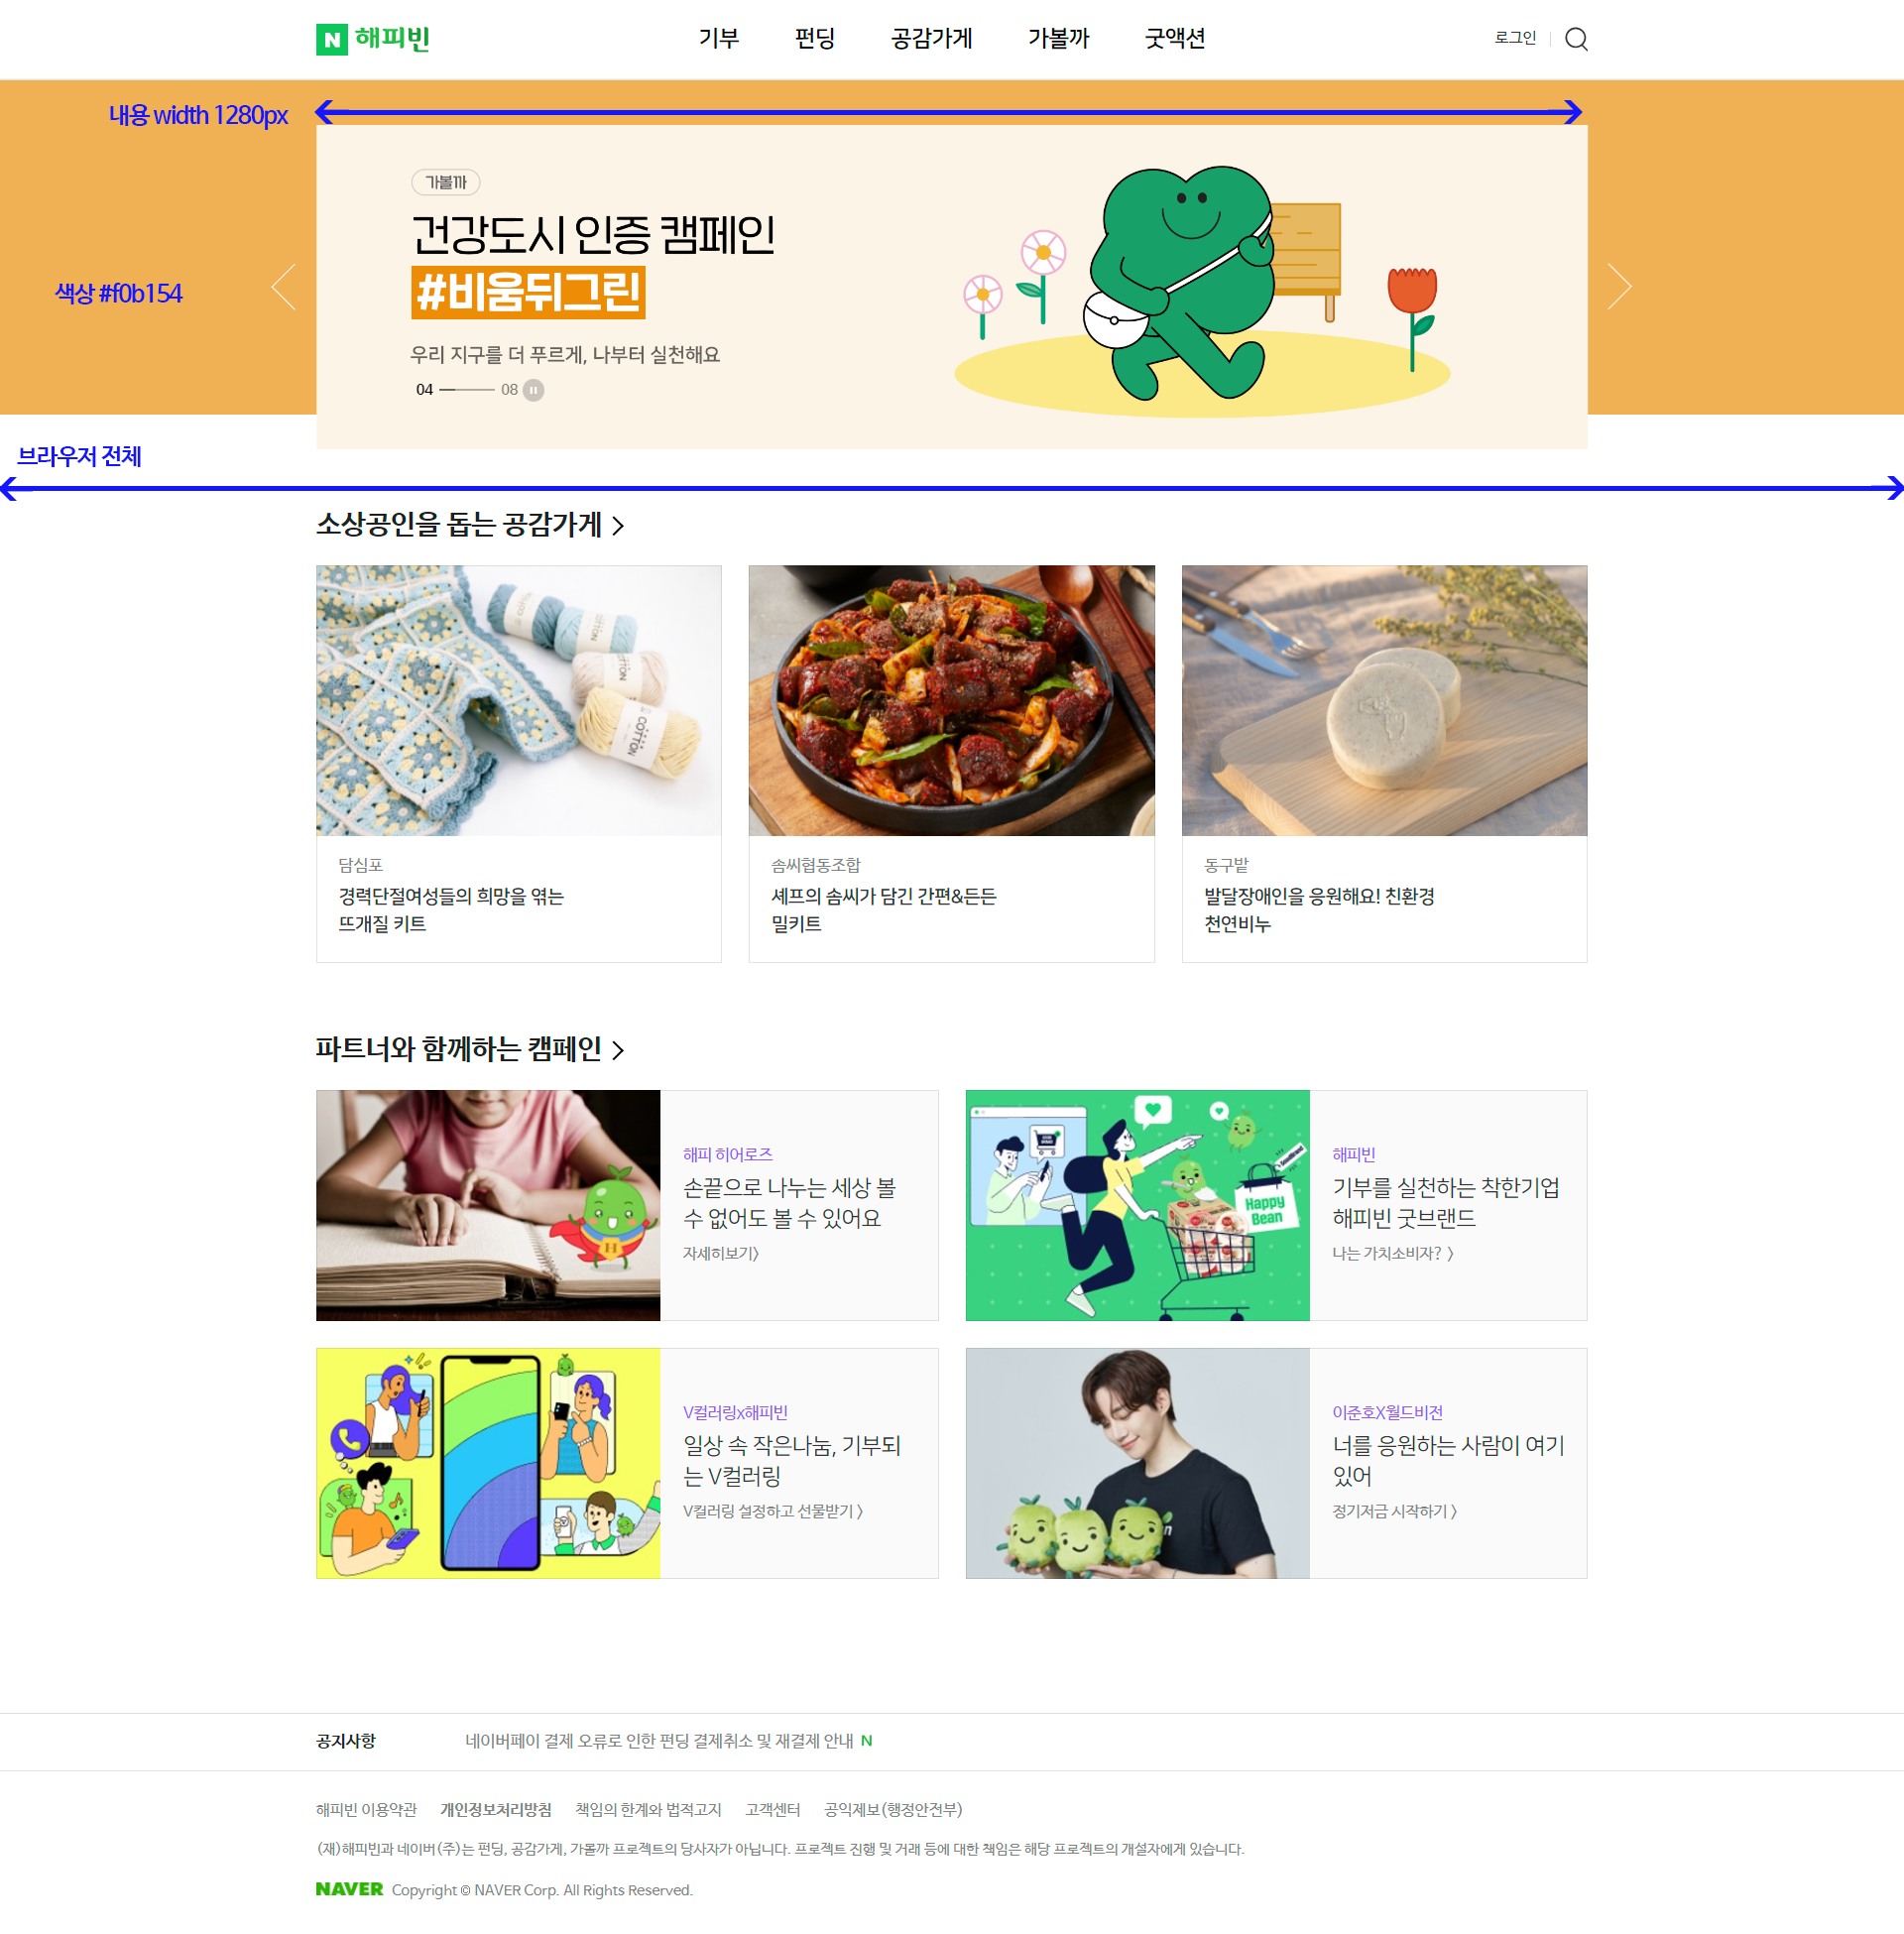 N 해피빈
기부 펀딩 공감가게 가볼까 굿액션
로그인
내용 width 1280px
가볼까
건강도시 인증 캠페인
#비움뒤그린
색상 #f0b154
우리 지구를 더 푸르게, 나부터 실천해요
04 08
브라우저 전체
소상공인을 돕는 공감가게
COTTON
COTTON
COTTON
담심포
경력단절여성들의 희망을 엮는
뜨개질 키트
솜씨협동조합
셰프의 솜씨가 담긴 간편&든든
밀키트
동구밭
발달장애인을 응원해요! 친환경
천연비누
파트너와 함께하는 캠페인
H
해피 히어로즈
손끝으로 나누는 세상 볼
수 없어도 볼 수 있어요
자세히보기
Happy
Bean
해피빈
기부를 실천하는 착한기업
해피빈 굿브랜드
나는 가치소비자?
V컬러링x해피빈
일상 속 작은나눔, 기부되
는 V컬러링
V컬러링 설정하고 선물받기
이준호X월드비전
너를 응원하는 사람이 여기
있어
정기저금 시작하기
공지사항 네이버페이 결제 오류로 인한 펀딩 결제취소 및 재결제 안내 N
해피빈 이용약관 개인정보처리방침 책임의 한계와 법적고지 고객센터 공익제보(행정안전부)
(재)해피빈과 네이버(주)는 펀딩, 공감가게, 가볼까 프로젝트의 당사자가 아닙니다. 프로젝트 진행 및 거래 등에 대한 책임은 해당 프로젝트의 개설자에게 있습니다.
NAVER Copyright © NAVER Corp. All Rights Reserved.